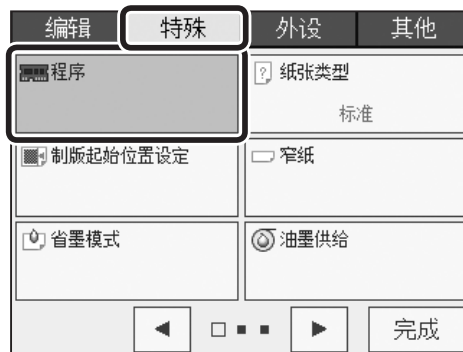 编辑 特殊 外设 其他
程序 纸张类型
标准
制版起始位置设定 窄纸
省墨模式 油墨供给
完成